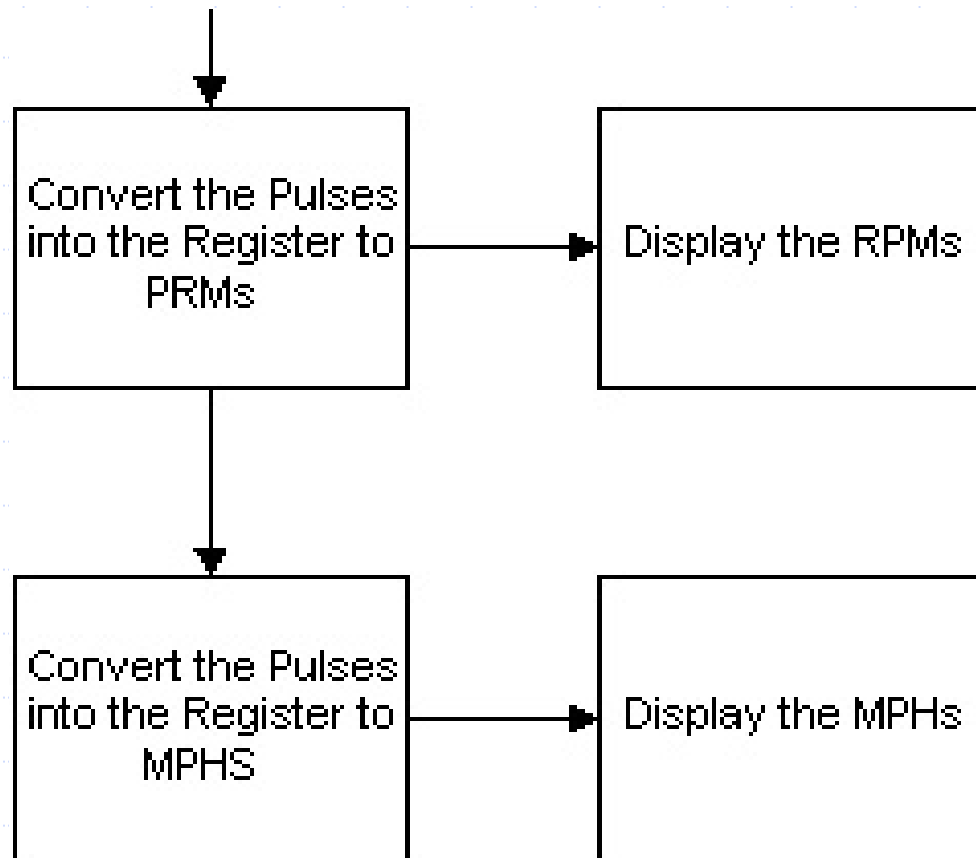 Convert the Pulses
into the Register to
PRMs
Display the RPMs
Convert the Pulses
into the Register to
MPHS
Display the MPHs